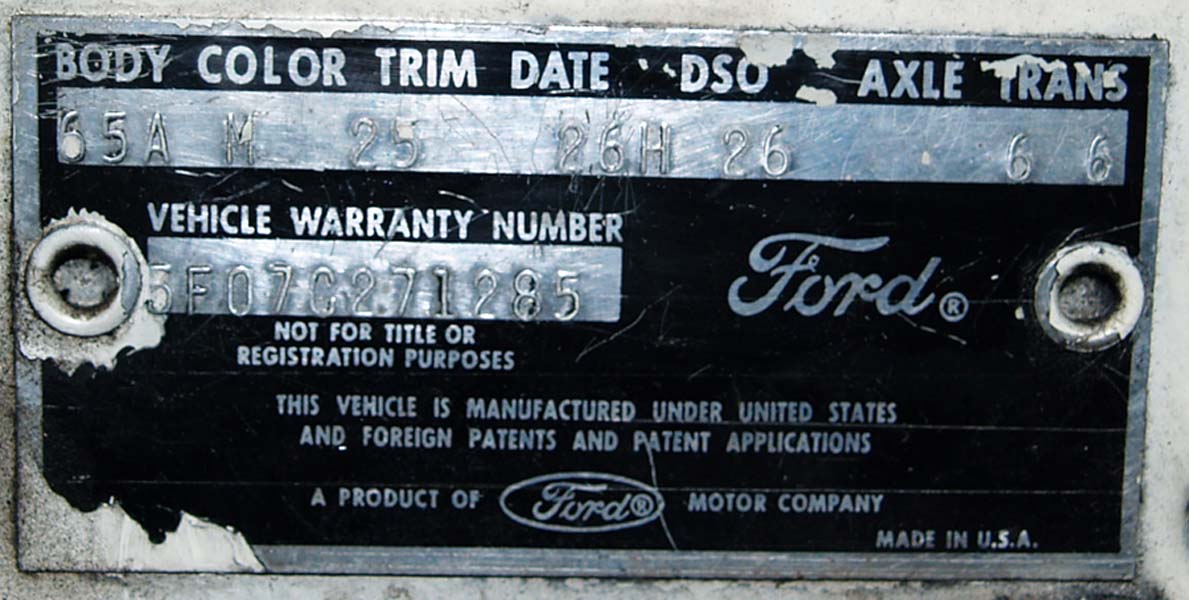 BODY COLOR TRIM DATE DSO AXLE TRANS
65A M 25 26H 26 6 6
VEHICLE WARRANTY NUMBER
5F07C271285
Ford®
NOT FOR TITLE OR
REGISTRATION PURPOSES
THIS VEHICLE IS MANUFACTURED UNDER UNITED STATES
AND FOREIGN PATENTS AND PATENT APPLICATIONS
A PRODUCT OF Ford® MOTOR COMPANY
MADE IN U.S.A.